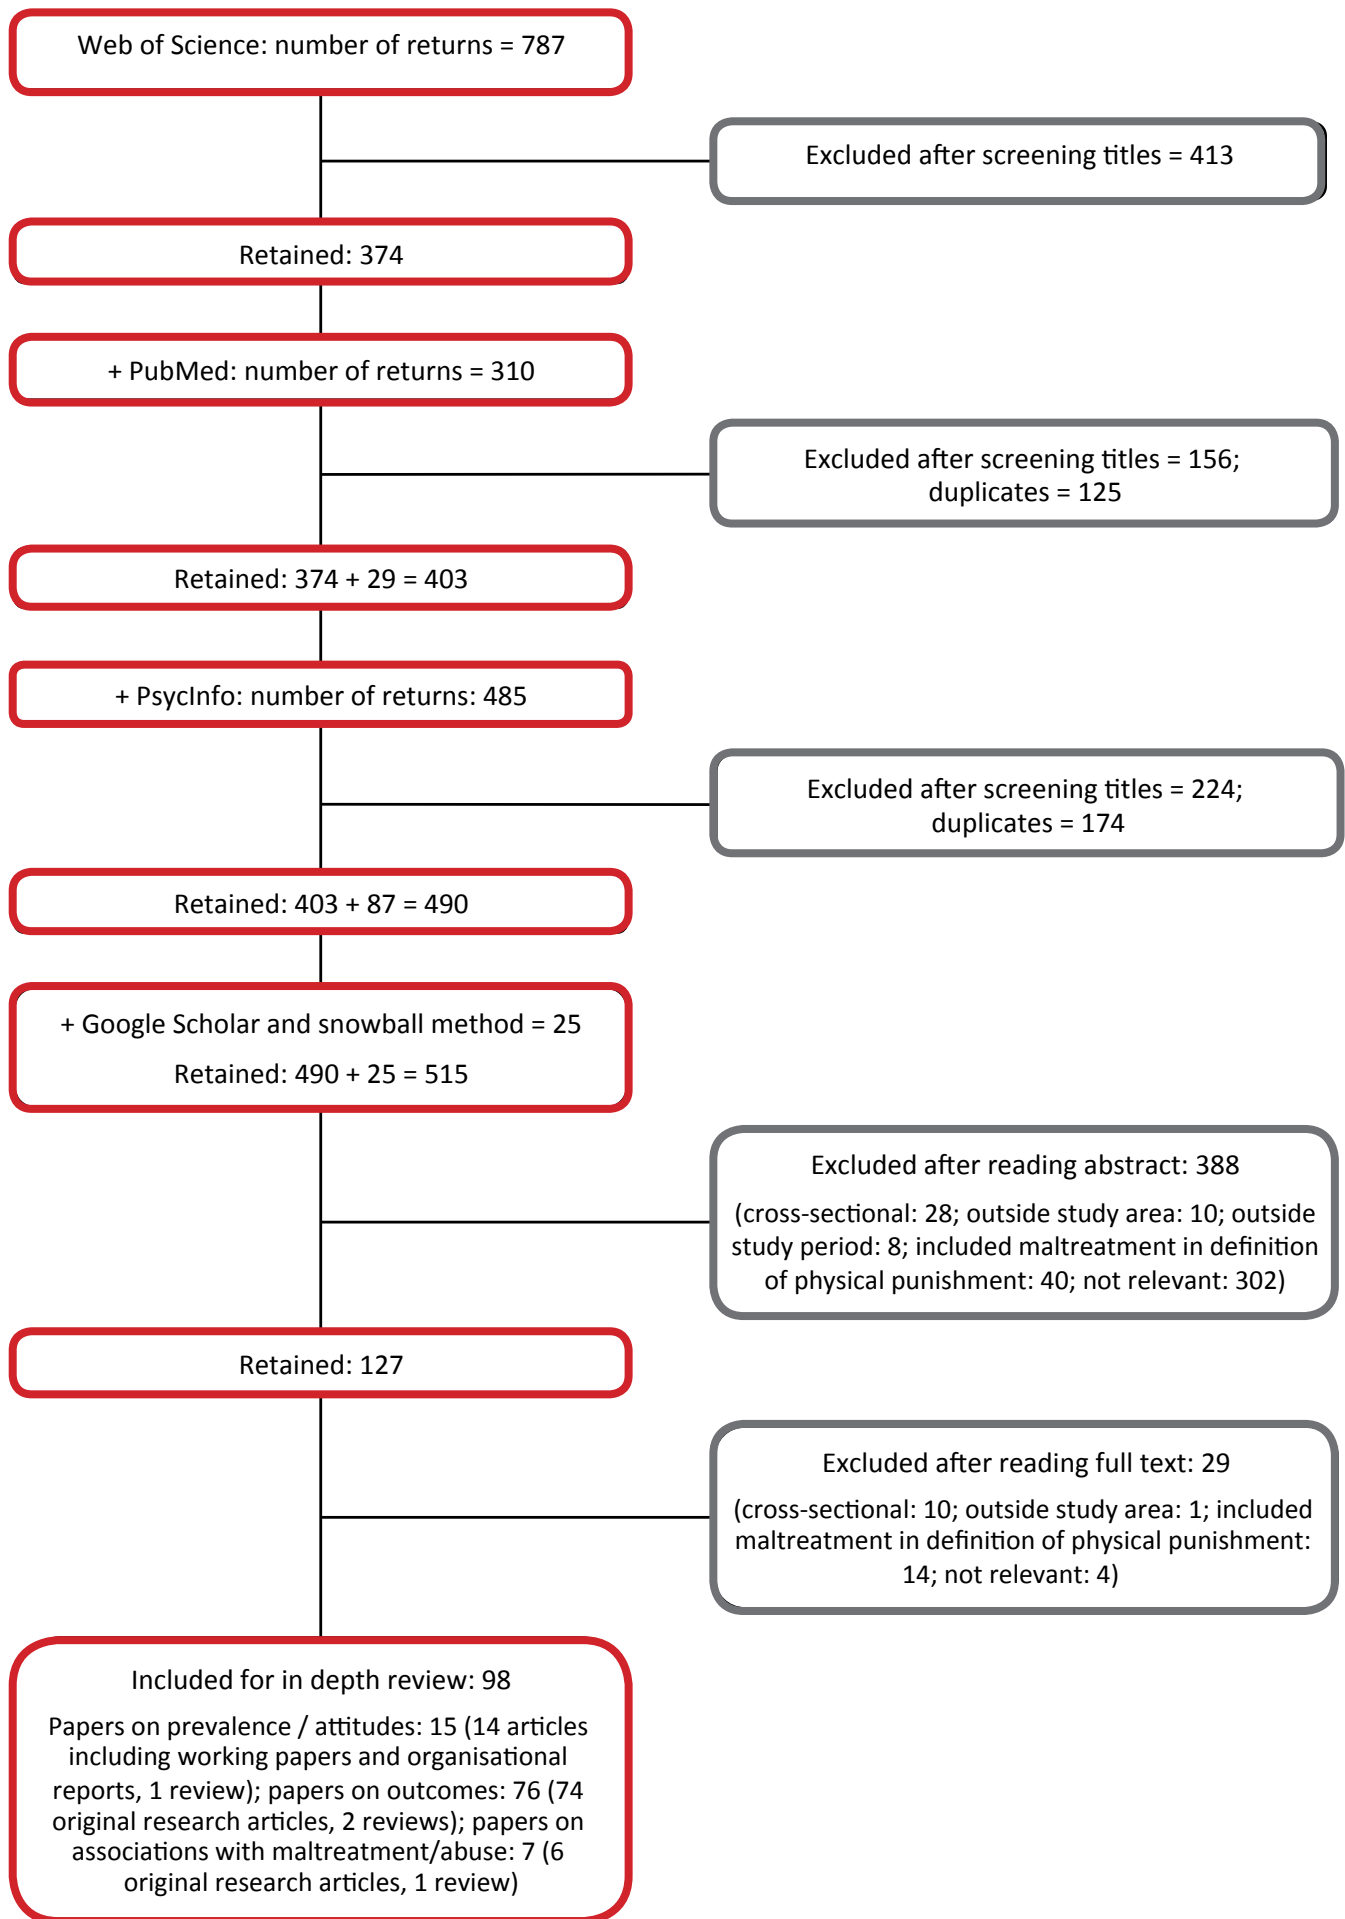 Web of Science: number of returns = 787
Excluded after screening titles = 413
Retained: 374
+ PubMed: number of returns = 310
Excluded after screening titles = 156;
duplicates = 125
Retained: 374 + 29 = 403
+ PsycInfo: number of returns: 485
Excluded after screening titles = 224;
duplicates = 174
Retained: 403 + 87 = 490
+ Google Scholar and snowball method = 25
Retained: 490 + 25 = 515
Excluded after reading abstract: 388
(cross-sectional: 28; outside study area: 10; outside
study period: 8; included maltreatment in definition
of physical punishment: 40; not relevant: 302)
Retained: 127
Excluded after reading full text: 29
(cross-sectional: 10; outside study area: 1; included
maltreatment in definition of physical punishment:
14; not relevant: 4)
Included for in depth review: 98
Papers on prevalence / attitudes: 15 (14 articles
including working papers and organisational
reports, 1 review); papers on outcomes: 76 (74
original research articles, 2 reviews); papers on
associations with maltreatment/abuse: 7 (6
original research articles, 1 review)